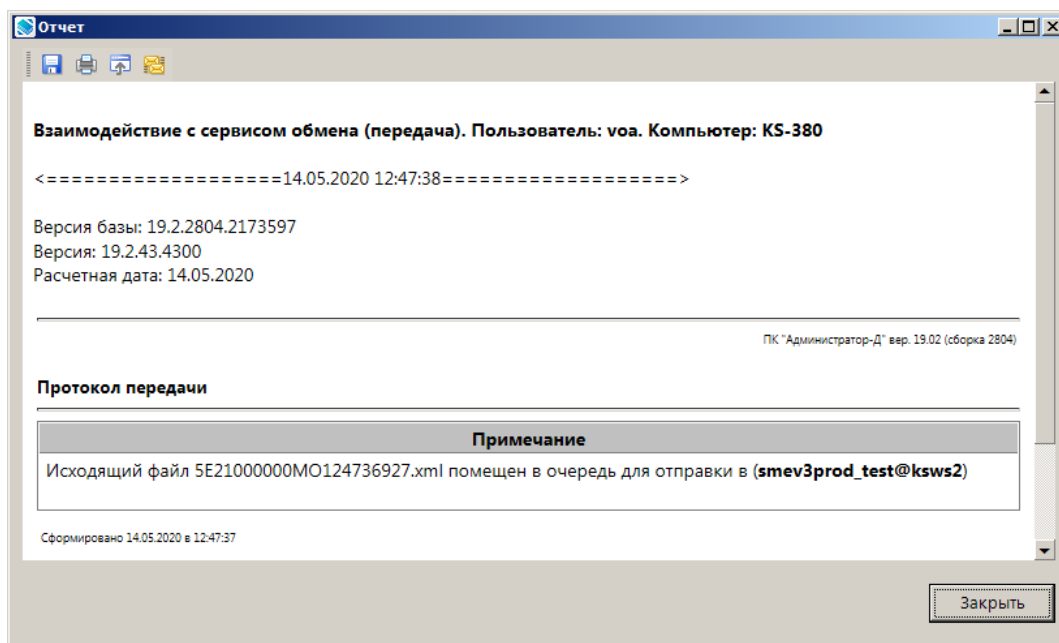 Отчет
Взаимодействие с сервисом обмена (передача). Пользователь: voa. Компьютер: KS-380
<===================14.05.2020 12:47:38===================>
Версия базы: 19.2.2804.2173597
Версия: 19.2.43.4300
Расчетная дата: 14.05.2020
ПК "Администратор-Д" вер. 19.02 (сборка 2804)
Протокол передачи
Примечание
Исходящий файл 5E21000000MO124736927.xml помещен в очередь для отправки в (smev3prod_test@ksws2)
Сформировано 14.05.2020 в 12:47:37
Закрыть